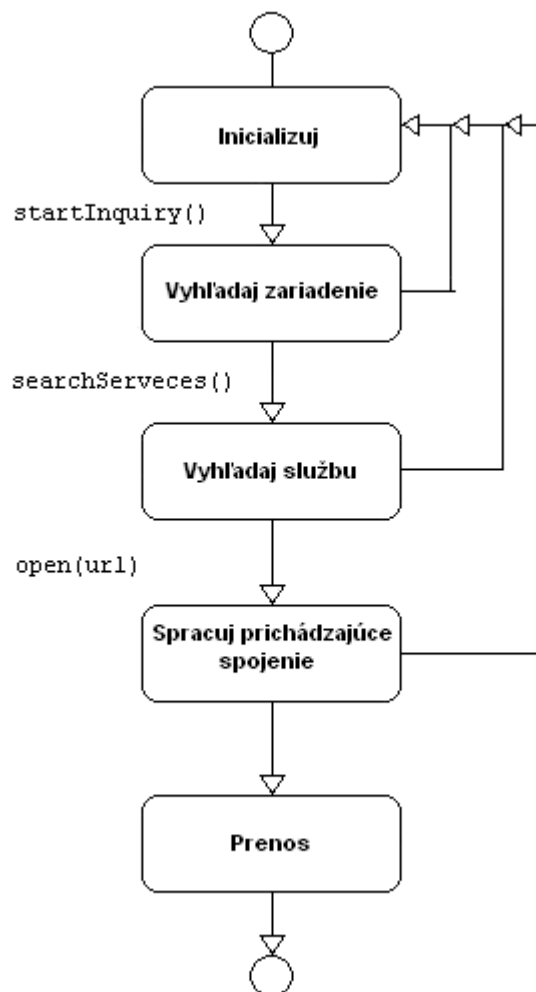 Inicializuj
startInquiry()
Vyhľadaj zariadenie
searchServeces()
Vyhľadaj službu
open(url)
Spracuj prichádzajúce
spojenie
Prenos